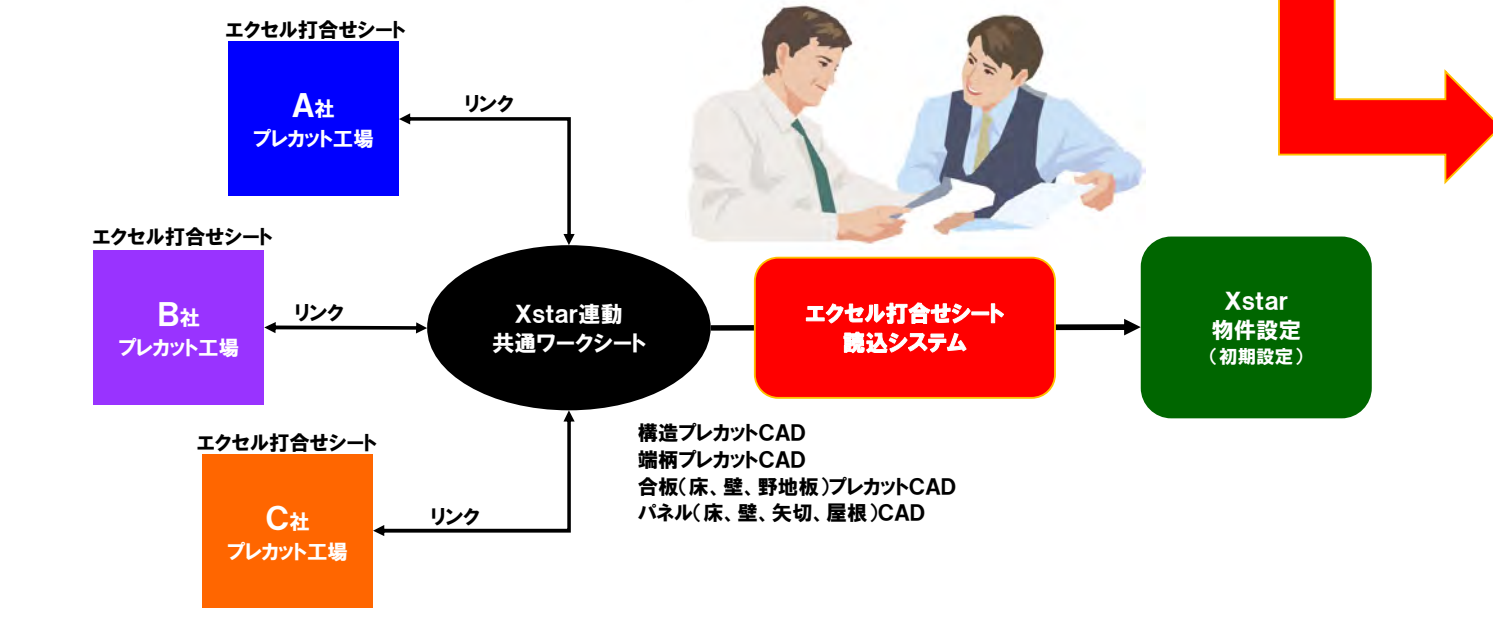 エクセル打合せシート
A社
プレカット工場
リンク
エクセル打合せシート
B社
プレカット工場
リンク
Xstar連動
共通ワークシート
エクセル打合せシート
読込システム
Xstar
物件設定
（初期設定）
エクセル打合せシート
C社
プレカット工場
リンク
構造プレカットCAD
端柄プレカットCAD
合板（床、壁、野地板）プレカットCAD
パネル（床、壁、矢切、屋根）CAD